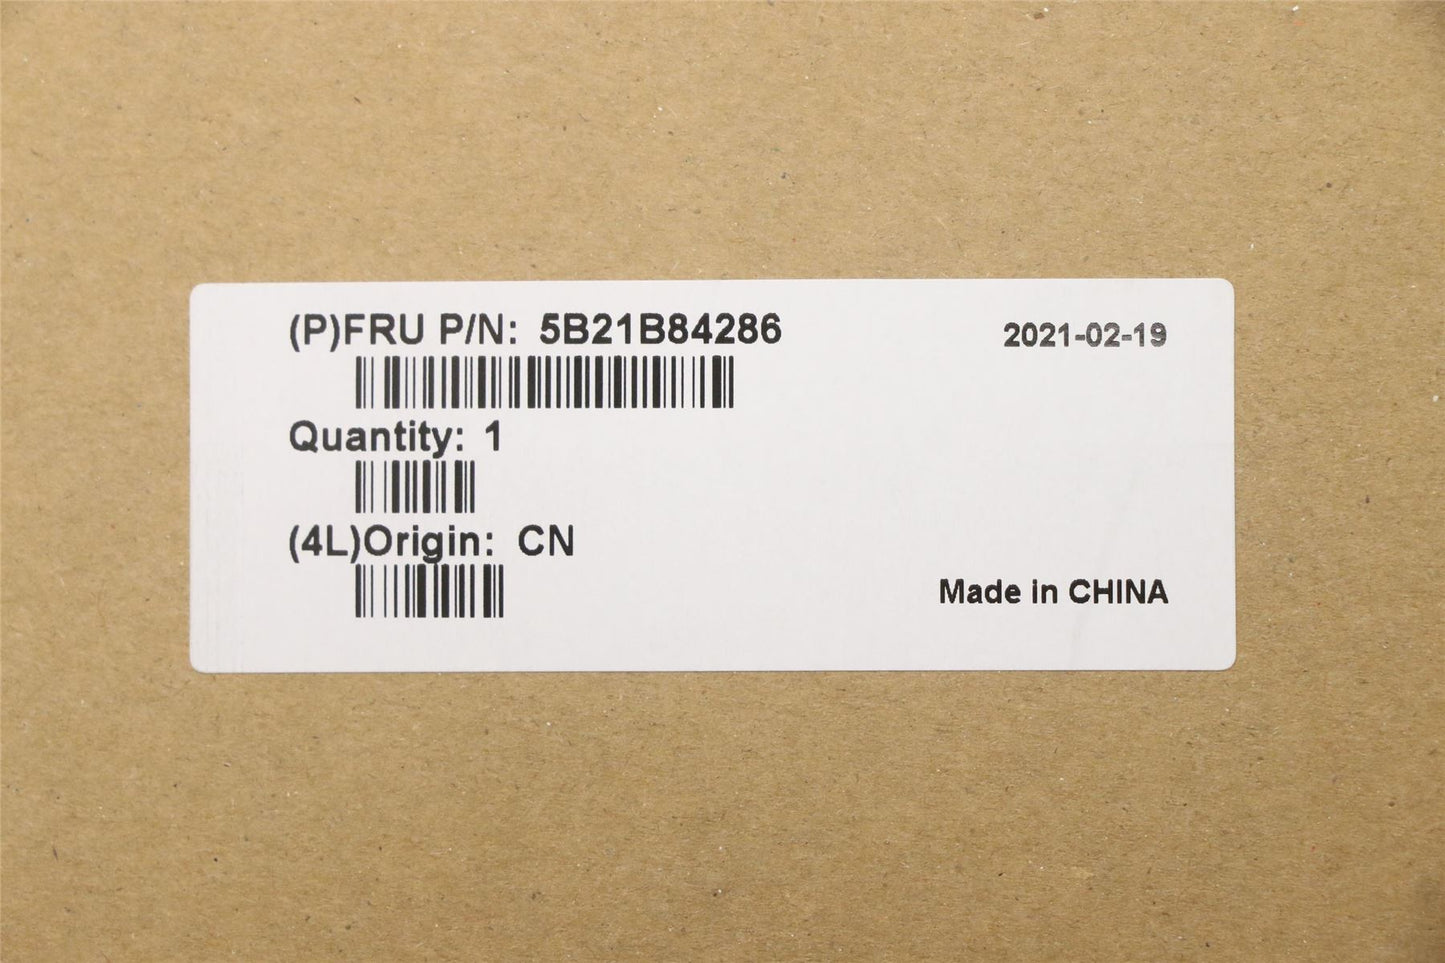 (P)FRU P/N: 5B21B84286
2021-02-19
Quantity: 1
(4L)Origin: CN
Made in CHINA